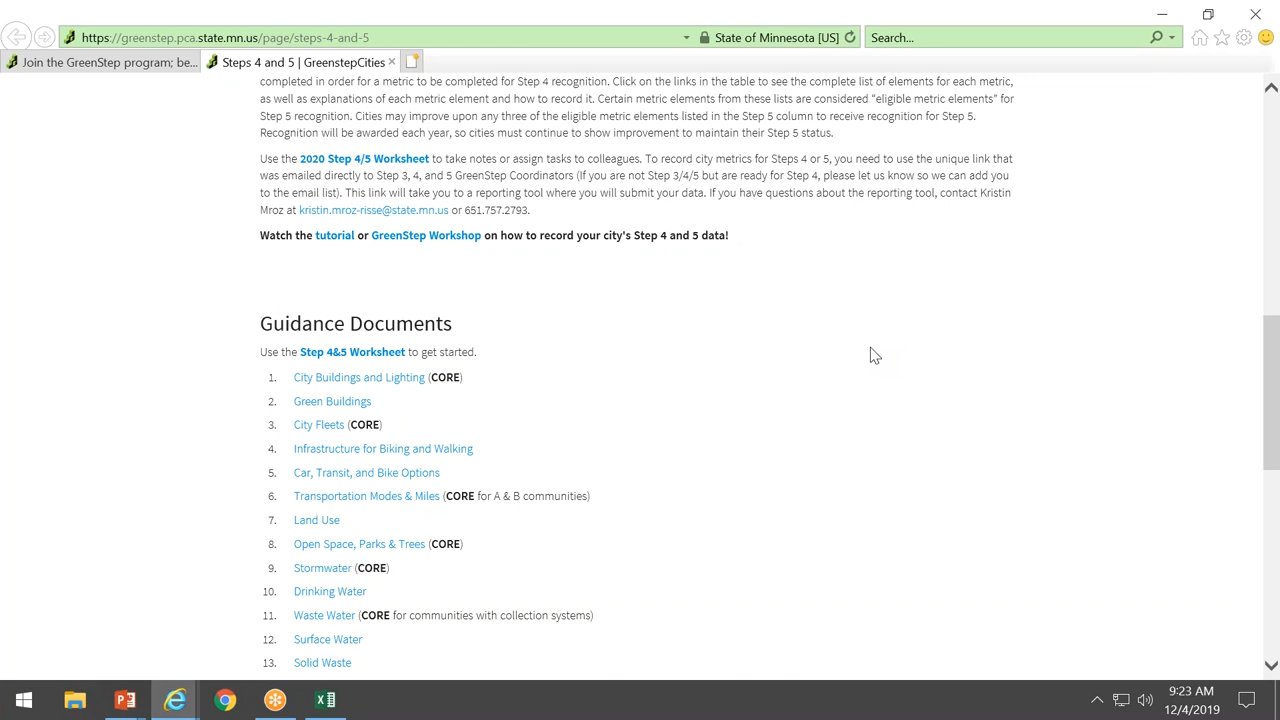 https://greenstep.pca.state.mn.us/page/steps-4-and-5
State of Minnesota [US]
Search...
Join the GreenStep program; be...
Steps 4 and 5 | GreenstepCities
completed in order for a metric to be completed for Step 4 recognition. Click on the links in the table to see the complete list of elements for each metric,
as well as explanations of each metric element and how to record it. Certain metric elements from these lists are considered “eligible metric elements” for
Step 5 recognition. Cities may improve upon any three of the eligible metric elements listed in the Step 5 column to receive recognition for Step 5.
Recognition will be awarded each year, so cities must continue to show improvement to maintain their Step 5 status.
Use the 2020 Step 4/5 Worksheet to take notes or assign tasks to colleagues. To record city metrics for Steps 4 or 5, you need to use the unique link that
was emailed directly to Step 3, 4, and 5 GreenStep Coordinators (If you are not Step 3/4/5 but are ready for Step 4, please let us know so we can add you
to the email list). This link will take you to a reporting tool where you will submit your data. If you have questions about the reporting tool, contact Kristin
Mroz at kristin.mroz-risse@state.mn.us or 651.757.2793.
Watch the tutorial or GreenStep Workshop on how to record your city's Step 4 and 5 data!
Guidance Documents
Use the Step 4&5 Worksheet to get started.
1. City Buildings and Lighting (CORE)
2. Green Buildings
3. City Fleets (CORE)
4. Infrastructure for Biking and Walking
5. Car, Transit, and Bike Options
6. Transportation Modes & Miles (CORE for A & B communities)
7. Land Use
8. Open Space, Parks & Trees (CORE)
9. Stormwater (CORE)
10. Drinking Water
11. Waste Water (CORE for communities with collection systems)
12. Surface Water
13. Solid Waste
9:23 AM
12/4/2019